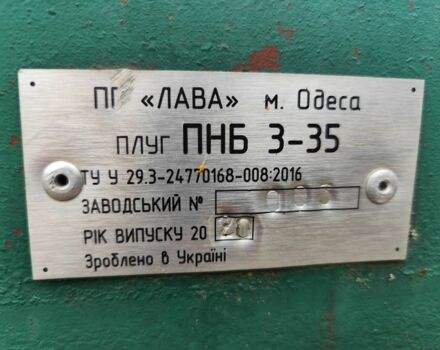 ПП «ЛАВА» м. Одеса
ПЛУГ ПНБ 3-35
ТУ У 29.3-24770168-008:2016
ЗАВОДСЬКИЙ №
РІК ВИПУСКУ 20 20
Зроблено в Україні